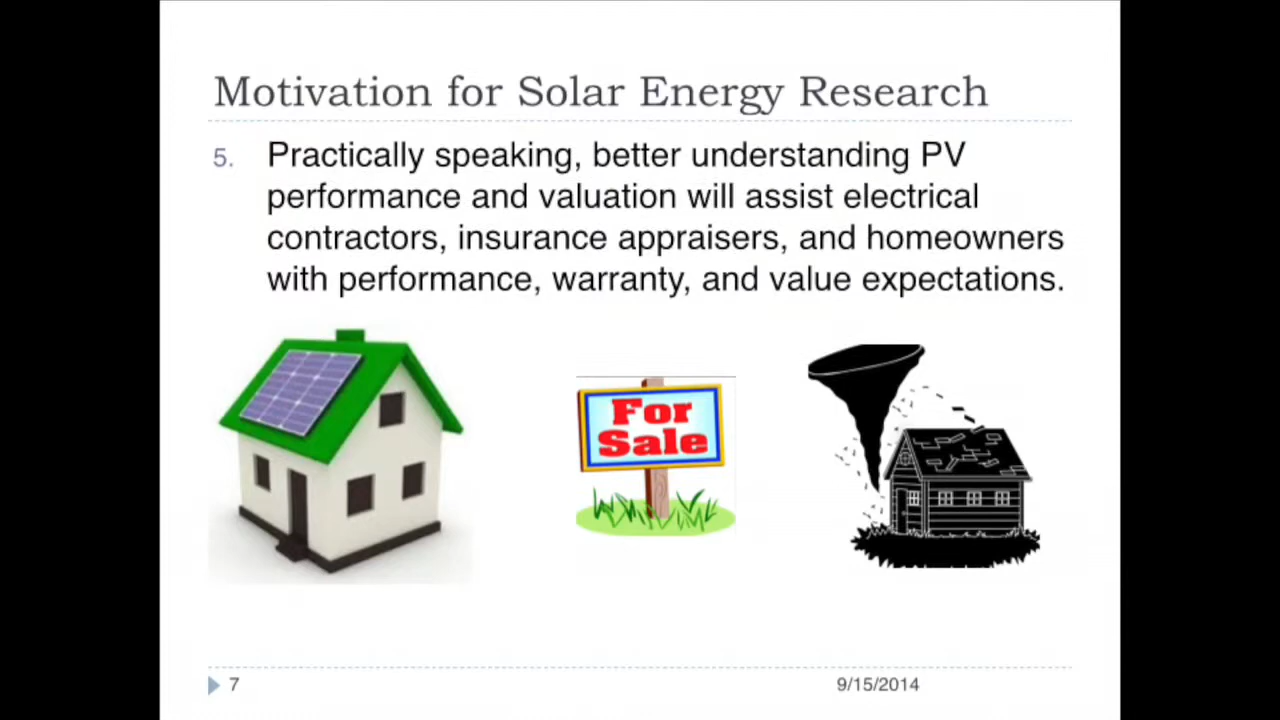 Motivation for Solar Energy Research
5. Practically speaking, better understanding PV
performance and valuation will assist electrical
contractors, insurance appraisers, and homeowners
with performance, warranty, and value expectations.
For
Sale
7
9/15/2014